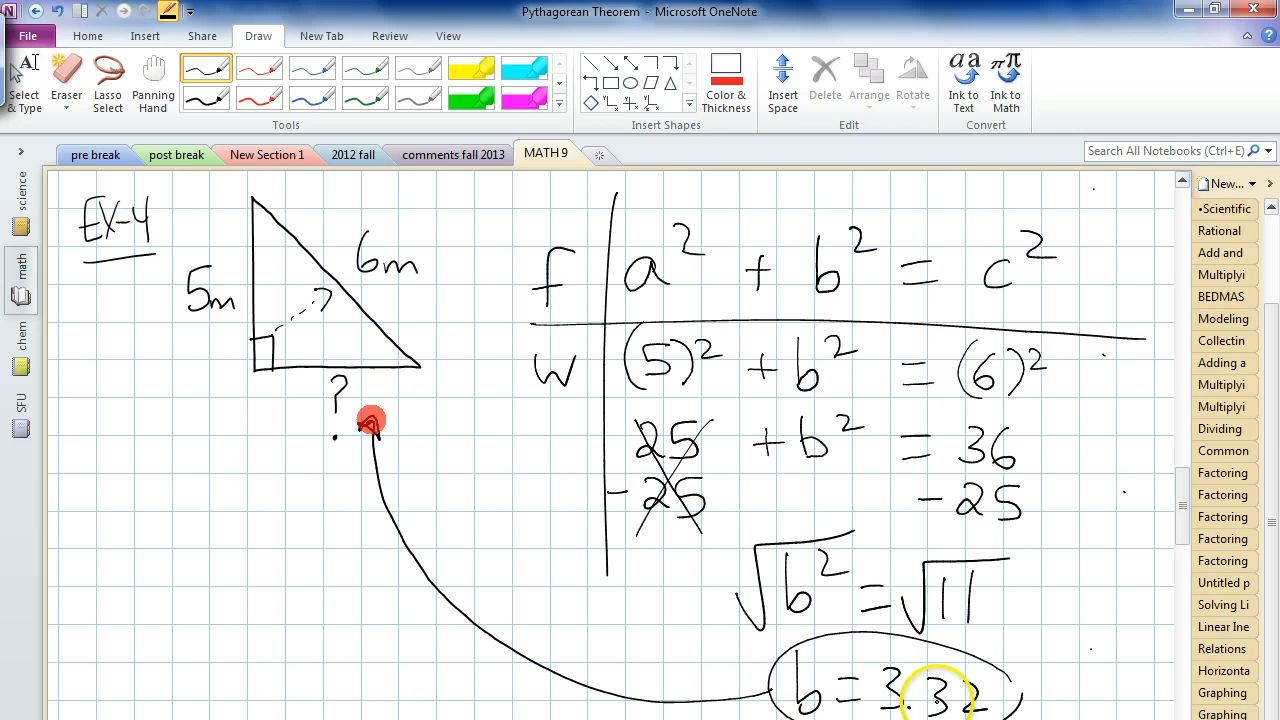 Pythagorean Theorem - Microsoft OneNote
File Home Insert Share Draw New Tab Review View
Select & Type
Eraser
Lasso Select
Panning Hand
Color & Thickness
Insert Space
Delete
Arrange
Rotate
Ink to Text
Ink to Math
Tools
Insert Shapes
Edit
Convert
pre break
post break
New Section 1
2012 fall
comments fall 2013
MATH 9
Search All Notebooks (Ctrl+E)
science
math
chem
SFU
New...
Scientific
Rational
Add and
Multiplyi
BEDMAS
Modeling
Collectin
Adding a
Multiplyi
Multiplyi
Dividing
Common
Factoring
Factoring
Factoring
Factoring
Factoring
Untitled p
Solving Li
Linear Ine
Relations
Horizonta
Graphing
Graphing
EX-4
5m
6m
?
f a² + b² = c²
w (5)² + b² = (6)²
25 + b² = 36
- 25 - 25
√b² = √11
b = 3.32